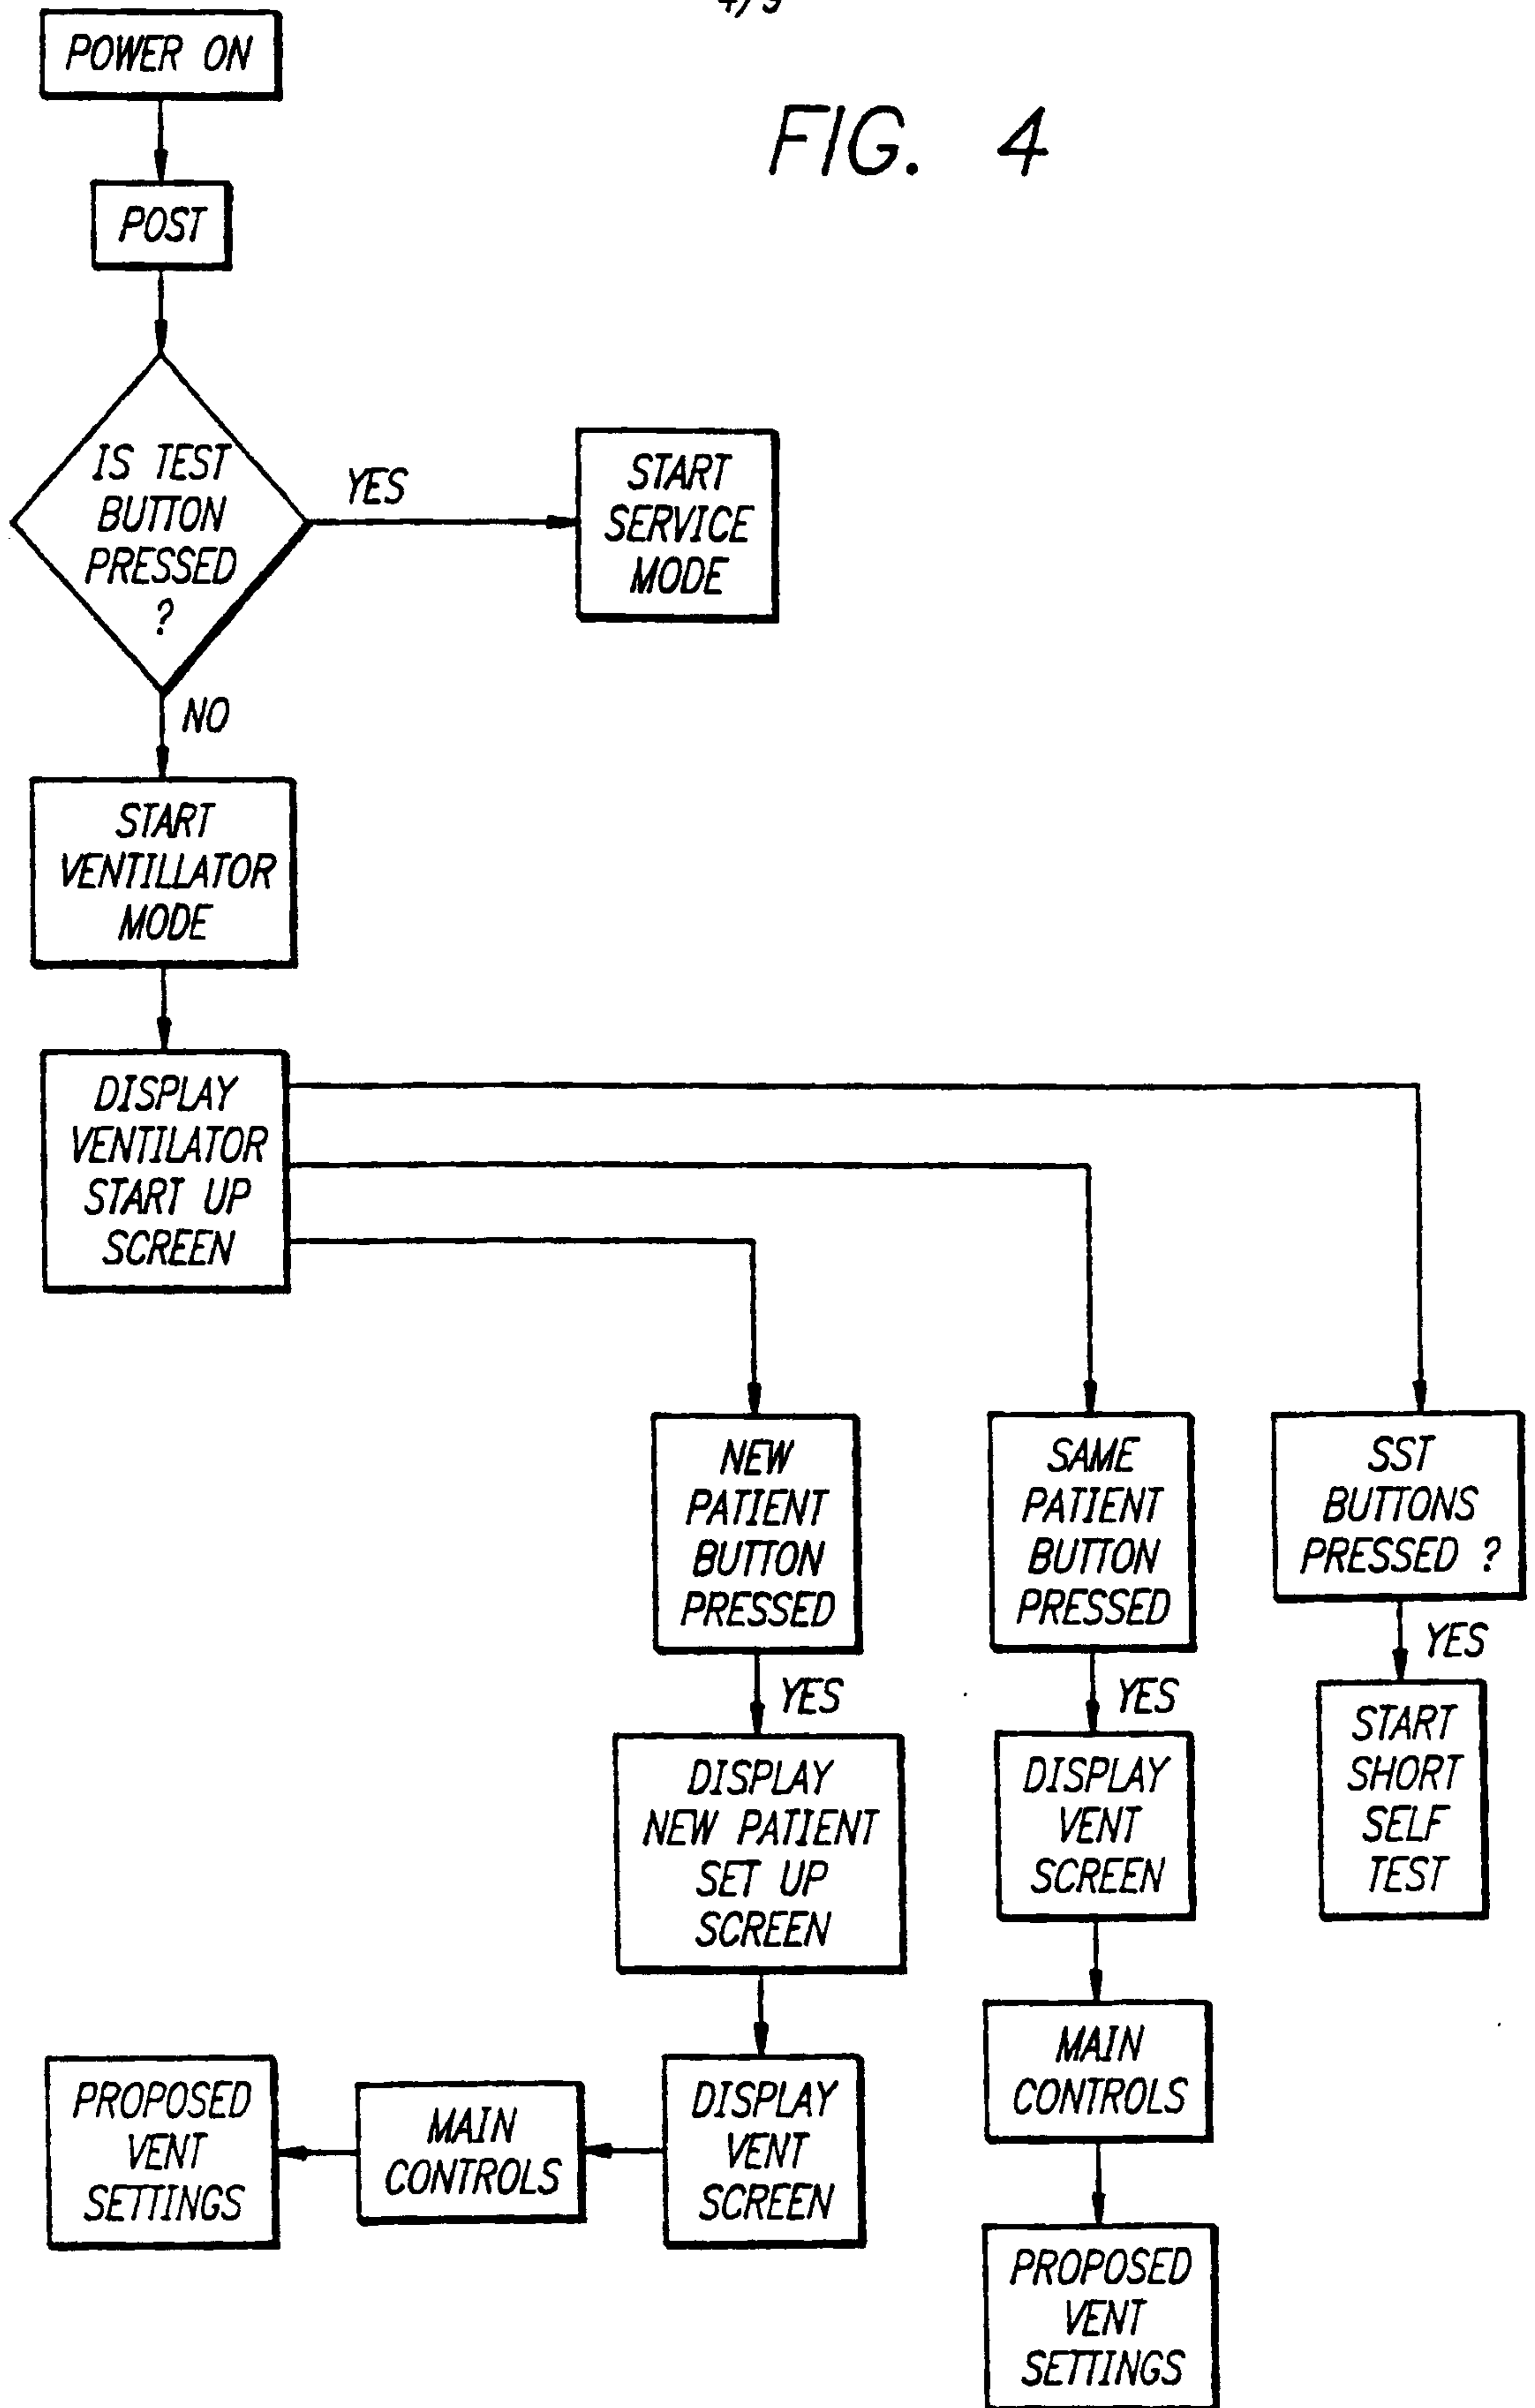 4/9
POWER ON
FIG. 4
POST
IS TEST
BUTTON
PRESSED
?
YES
START
SERVICE
MODE
NO
START
VENTILLATOR
MODE
DISPLAY
VENTILATOR
START UP
SCREEN
NEW
PATIENT
BUTTON
PRESSED
YES
DISPLAY
NEW PATIENT
SET UP
SCREEN
DISPLAY
VENT
SCREEN
MAIN
CONTROLS
PROPOSED
VENT
SETTINGS
SAME
PATIENT
BUTTON
PRESSED
YES
DISPLAY
VENT
SCREEN
MAIN
CONTROLS
PROPOSED
VENT
SETTINGS
SST
BUTTONS
PRESSED ?
YES
START
SHORT
SELF
TEST